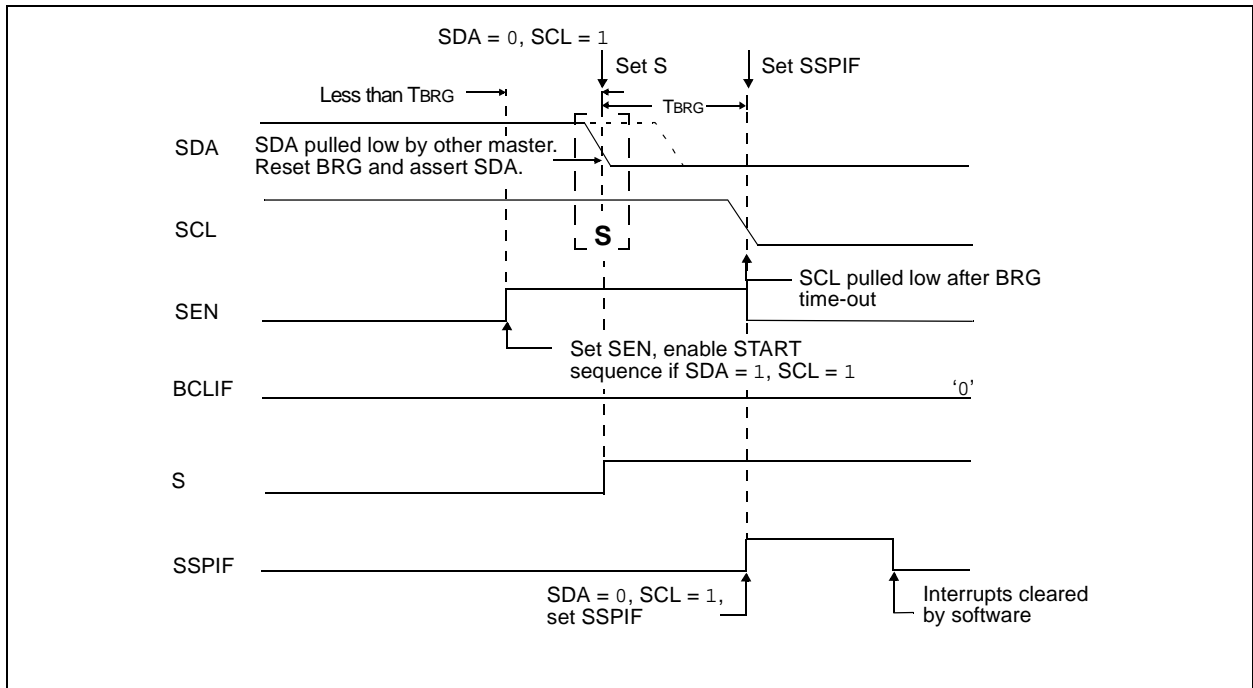 SDA = 0, SCL = 1
Set S
Set SSPIF
Less than TBRG
TBRG
SDA
SDA pulled low by other master.
Reset BRG and assert SDA.
SCL
S
SCL pulled low after BRG
time-out
SEN
Set SEN, enable START
sequence if SDA = 1, SCL = 1
BCLIF
‘0’
S
SSPIF
SDA = 0, SCL = 1,
set SSPIF
Interrupts cleared
by software